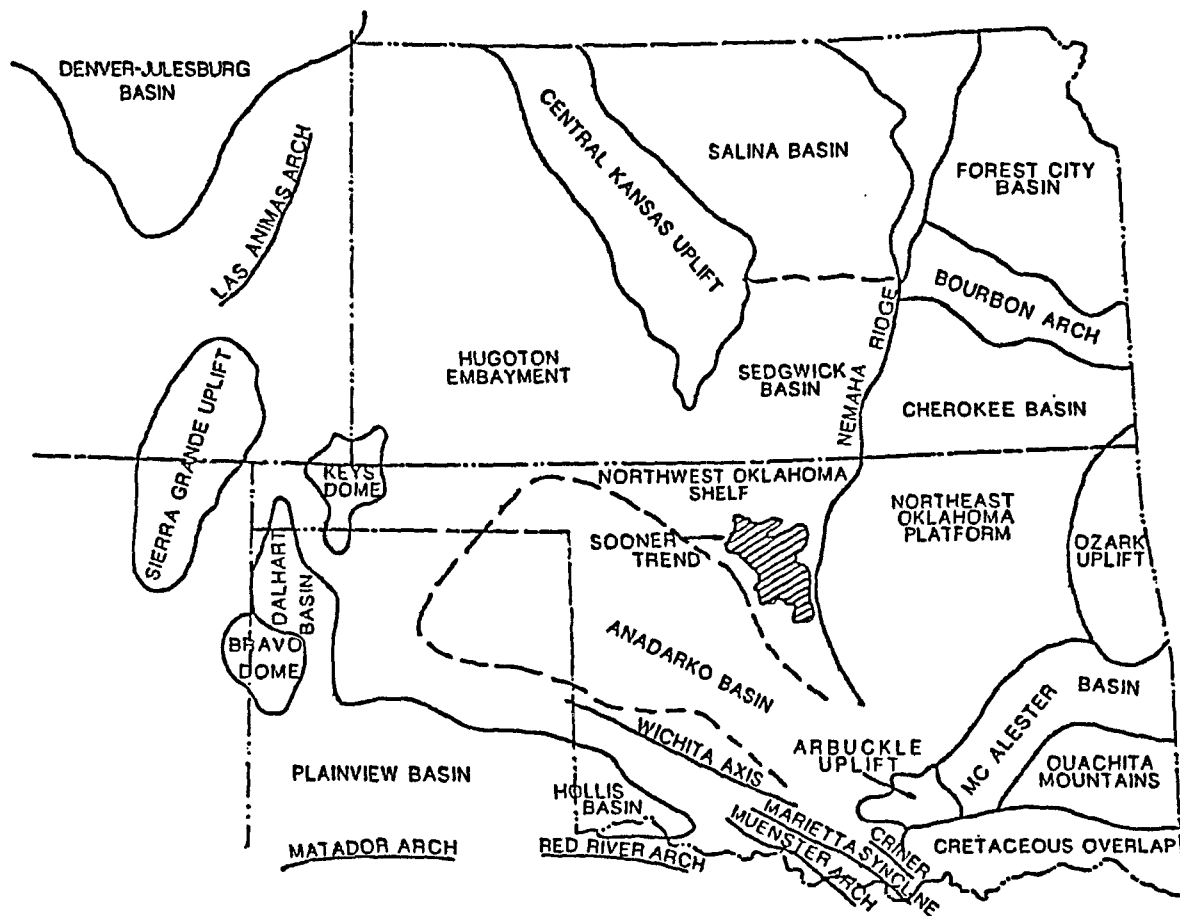 DENVER-JULESBURG
BASIN
LAS ANIMAS ARCH
CENTRAL KANSAS UPLIFT
SALINA BASIN
FOREST CITY
BASIN
BOURBON ARCH
NEMAHA RIDGE
HUGOTON
EMBAYMENT
SEDGWICK
BASIN
CHEROKEE BASIN
SIERRA GRANDE UPLIFT
KEYS
DOME
NORTHWEST OKLAHOMA
SHELF
NORTHEAST
OKLAHOMA
PLATFORM
SOONER
TREND
OZARK
UPLIFT
DALHART
BASIN
BRAVO
DOME
ANADARKO BASIN
MC ALESTER
BASIN
WICHITA AXIS
ARBUCKLE
UPLIFT
OUACHITA
MOUNTAINS
PLAINVIEW BASIN
HOLLIS
BASIN
MATADOR ARCH
RED RIVER ARCH
MARIETTA SYNCLINE
MUENSTER ARCH
CRINER
CRETACEOUS OVERLAP